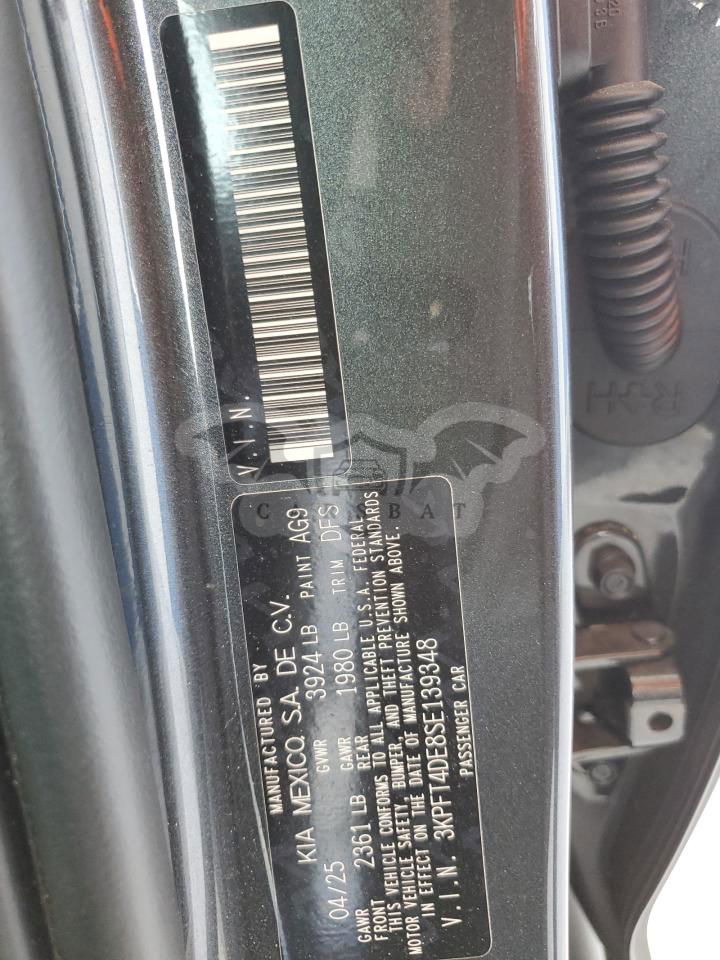 V.I.N.
MANUFACTURED BY
KIA MEXICO, S.A. DE C.V.
04/25 GVWR 3924 LB PAINT AG9
GAWR FRONT 2361 LB GAWR REAR 1980 LB TRIM DFS
THIS VEHICLE CONFORMS TO ALL APPLICABLE U.S.A. FEDERAL
MOTOR VEHICLE SAFETY, BUMPER, AND THEFT PREVENTION STANDARDS
IN EFFECT ON THE DATE OF MANUFACTURE SHOWN ABOVE.
V.I.N. 3KPFT4DE8SE139348
PASSENGER CAR